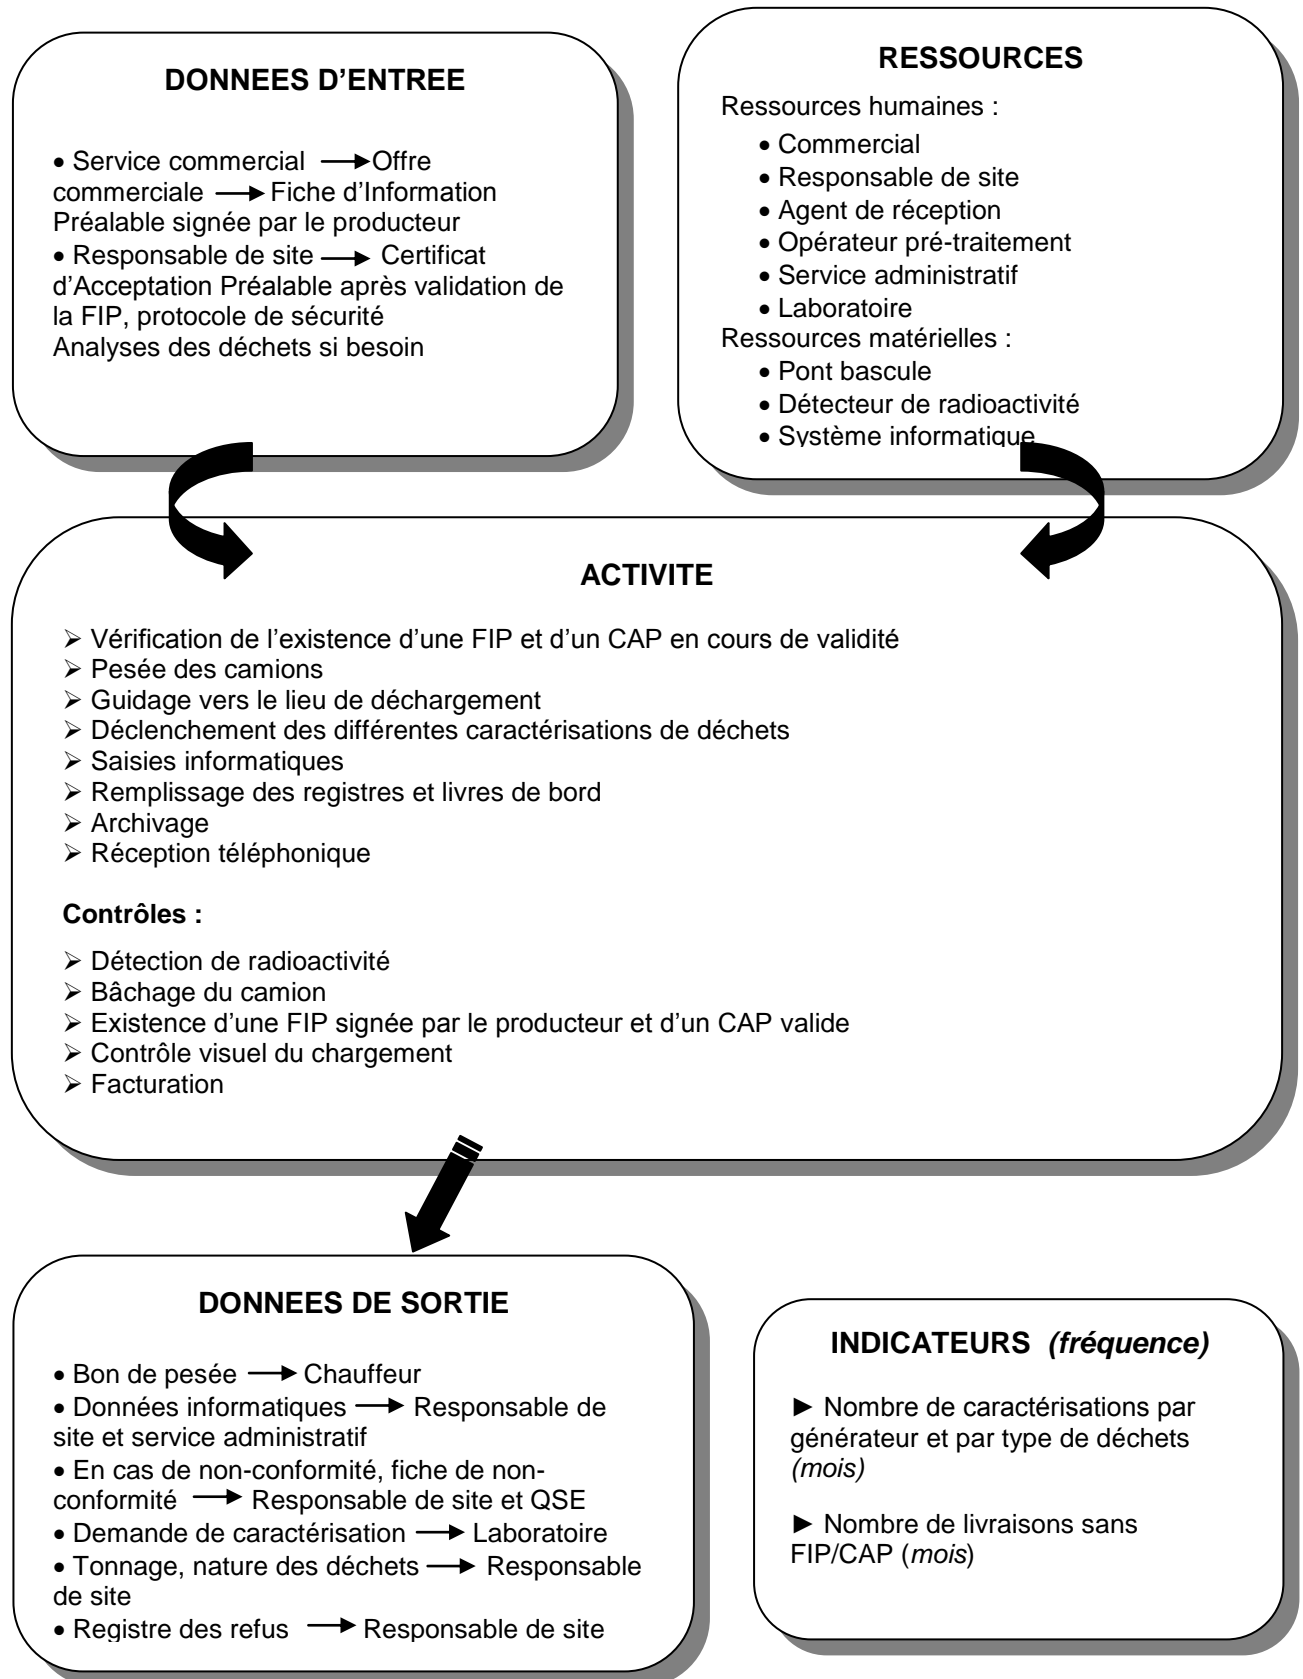 DONNEES D’ENTREE
• Service commercial → Offre
commerciale → Fiche d’Information
Préalable signée par le producteur
• Responsable de site → Certificat
d’Acceptation Préalable après validation de
la FIP, protocole de sécurité
Analyses des déchets si besoin
RESSOURCES
Ressources humaines :
• Commercial
• Responsable de site
• Agent de réception
• Opérateur pré-traitement
• Service administratif
• Laboratoire
Ressources matérielles :
• Pont bascule
• Détecteur de radioactivité
• Système informatique
ACTIVITE
➢ Vérification de l’existence d’une FIP et d’un CAP en cours de validité
➢ Pesée des camions
➢ Guidage vers le lieu de déchargement
➢ Déclenchement des différentes caractérisations de déchets
➢ Saisies informatiques
➢ Remplissage des registres et livres de bord
➢ Archivage
➢ Réception téléphonique
Contrôles :
➢ Détection de radioactivité
➢ Bâchage du camion
➢ Existence d’une FIP signée par le producteur et d’un CAP valide
➢ Contrôle visuel du chargement
➢ Facturation
DONNEES DE SORTIE
• Bon de pesée → Chauffeur
• Données informatiques → Responsable de
site et service administratif
• En cas de non-conformité, fiche de non-
conformité → Responsable de site et QSE
• Demande de caractérisation → Laboratoire
• Tonnage, nature des déchets → Responsable
de site
• Registre des refus → Responsable de site
INDICATEURS (fréquence)
► Nombre de caractérisations par
générateur et par type de déchets
(mois)
► Nombre de livraisons sans
FIP/CAP (mois)